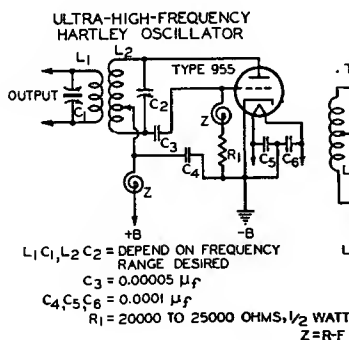 ULTRA-HIGH-FREQUENCY
HARTLEY OSCILLATOR
L1 L2
TYPE 955
OUTPUT
C1
C2
C3
Z
R1
C4
C5 C6
Z
+B
-B
L
L1 C1, L2 C2 = DEPEND ON FREQUENCY
RANGE DESIRED
L
C3 = 0.00005 µf
C4, C5, C6 = 0.0001 µf
R1 = 20000 TO 25000 OHMS, 1/2 WATT
Z = R-F